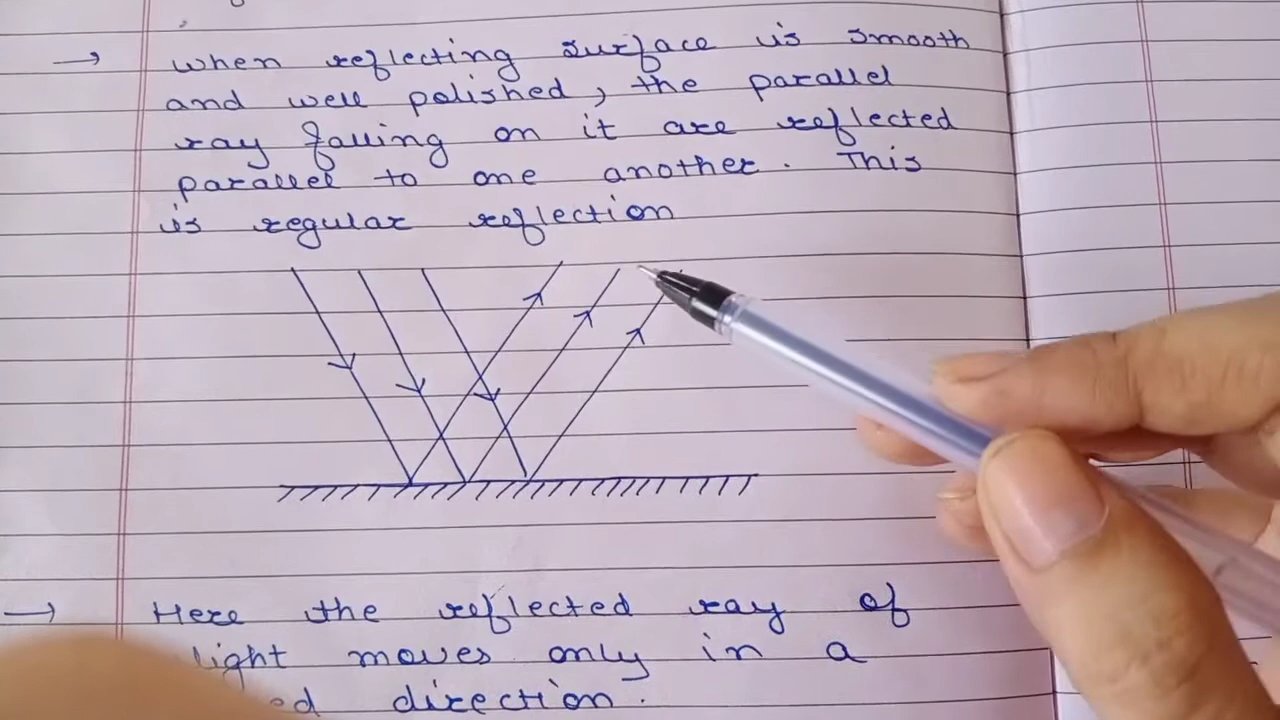 → When reflecting surface is smooth
and well polished, the parallel
ray falling on it are reflected
parallel to one another. This
is regular reflection
→ Here the reflected ray of
light moves only in a
direction.